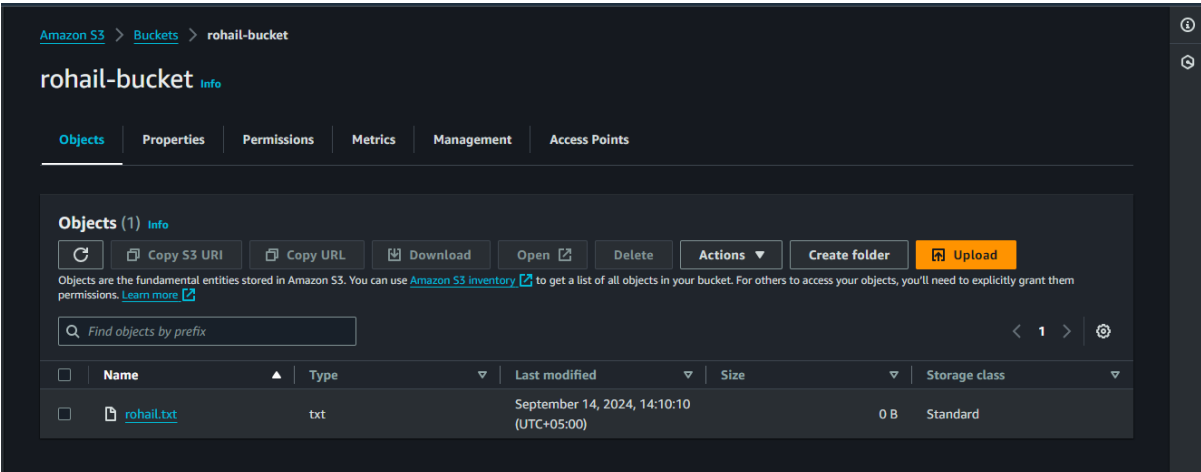 Amazon S3 > Buckets > rohail-bucket
rohail-bucket Info
Objects Properties Permissions Metrics Management Access Points
Objects (1) Info
Copy S3 URI Copy URL Download Open Delete Actions Create folder Upload
Objects are the fundamental entities stored in Amazon S3. You can use Amazon S3 inventory to get a list of all objects in your bucket. For others to access your objects, you'll need to explicitly grant them
permissions. Learn more
Find objects by prefix
< 1 >
Name Type Last modified Size Storage class
rohail.txt txt September 14, 2024, 14:10:10 0 B Standard
(UTC+05:00)